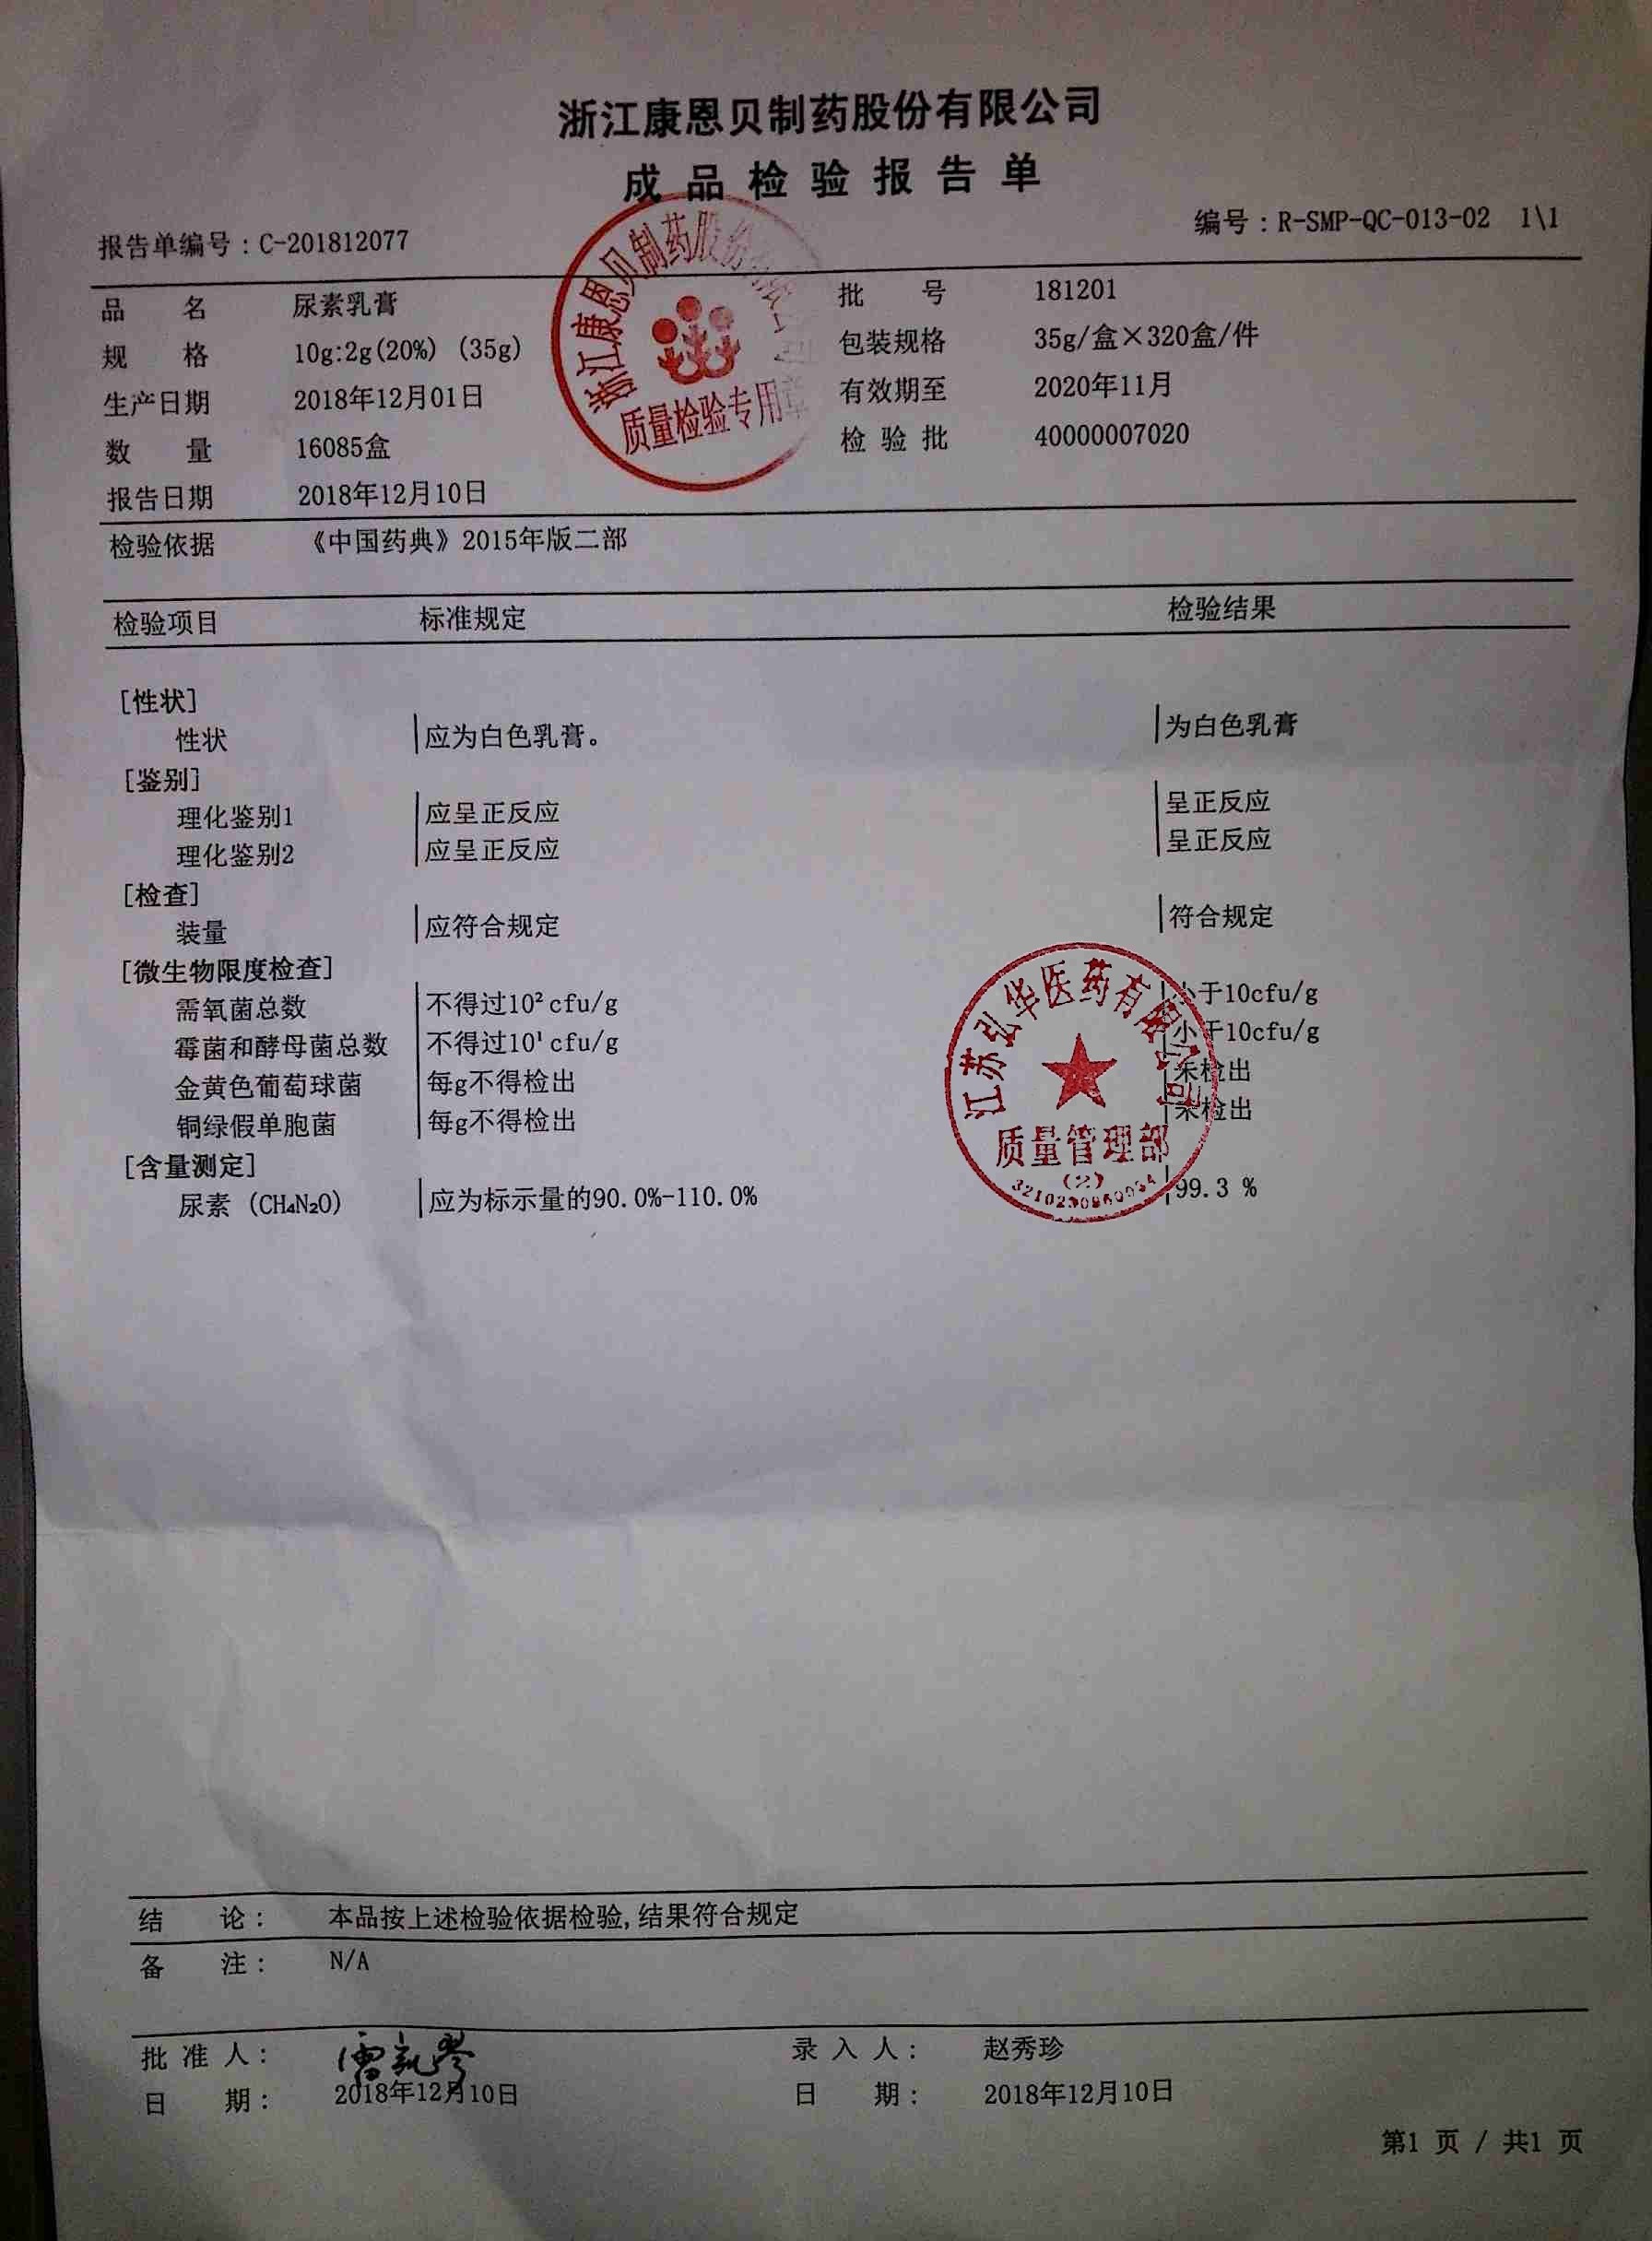 浙江康恩贝制药股份有限公司
成品检验报告单
报告单编号：C-201812077 编号：R-SMP-QC-013-02 1\1
品 名 尿素乳膏 批 号 181201
规 格 10g:2g(20%) (35g) 包装规格 35g/盒×320盒/件
生产日期 2018年12月01日 有效期至 2020年11月
数 量 16085盒 检验批 40000007020
报告日期 2018年12月10日
浙江康恩贝制药股份有限公司
质量检验专用章
检验依据 《中国药典》2015年版二部
检验项目 标准规定 检验结果
[性状]
性状 应为白色乳膏。 为白色乳膏
[鉴别]
理化鉴别1 应呈正反应 呈正反应
理化鉴别2 应呈正反应 呈正反应
[检查]
装量 应符合规定 符合规定
[微生物限度检查]
需氧菌总数 不得过10² cfu/g 小于10cfu/g
霉菌和酵母菌总数 不得过10¹ cfu/g 小于10cfu/g
金黄色葡萄球菌 每g不得检出 未检出
铜绿假单胞菌 每g不得检出 未检出
[含量测定]
尿素 (CH₄N₂O) 应为标示量的90.0%-110.0% 99.3 %
江苏弘华医药有限公司
质量管理部
(2)
结 论： 本品按上述检验依据检验,结果符合规定
备 注： N/A
批准人： 录入人： 赵秀珍
日 期： 2018年12月10日 日 期： 2018年12月10日
第1 页 / 共1 页